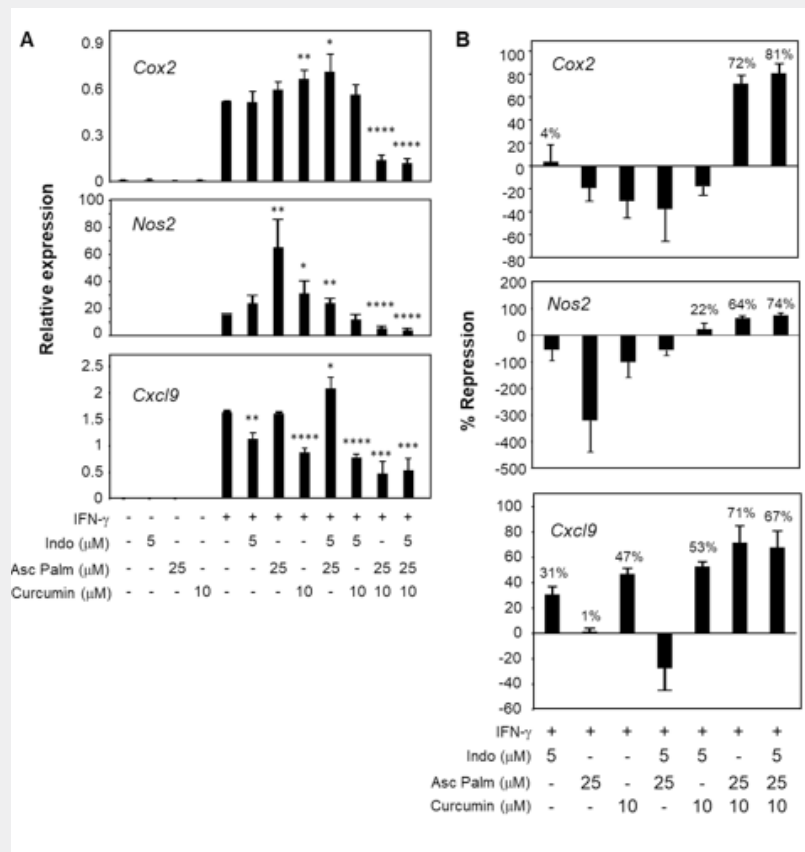 A
Cox2
0.9
0.6
0.3
0
** * **** ****
Nos2
100
80
60
40
20
0
** * ** **** ****
Cxcl9
2.5
2
1.5
1
0.5
0
** **** * **** *** ***
Relative expression
IFN-γ - - - - + + + + + + + +
Indo (μM) - 5 - - - 5 - - 5 5 - 5
Asc Palm (μM) - - 25 - - - 25 - 25 - 25 25
Curcumin (μM) - - - 10 - - - 10 - 10 10 10
B
Cox2
100
80
60
40
20
0
-20
-40
-60
-80
4% 72% 81%
Nos2
200
100
0
-100
-200
-300
-400
-500
22% 64% 74%
Cxcl9
100
80
60
40
20
0
-20
-40
-60
31% 1% 47% 53% 71% 67%
% Repression
IFN-γ + + + + + + +
Indo (μM) 5 - - 5 5 - 5
Asc Palm (μM) - 25 - 25 - 25 25
Curcumin (μM) - - 10 - 10 10 10